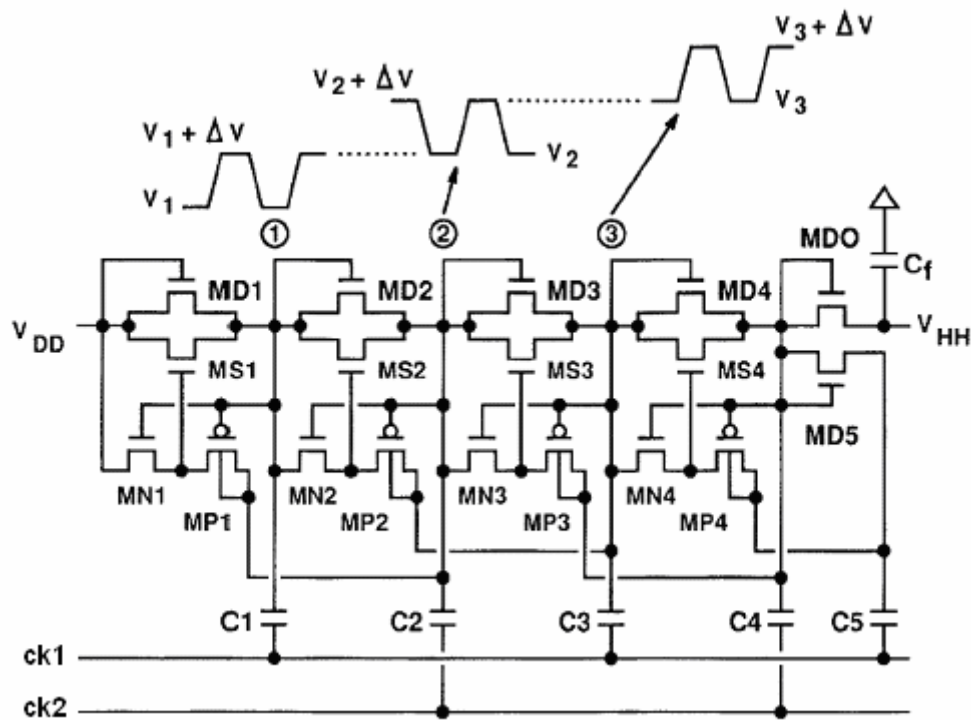 V3 + ΔV
V2 + ΔV
V3
V1 + ΔV
V2
V1
① ② ③
MDO
Cf
MD1 MD2 MD3 MD4
VDD VHH
MS1 MS2 MS3 MS4
MD5
MN1 MN2 MN3 MN4
MP1 MP2 MP3 MP4
C1 C2 C3 C4 C5
ck1
ck2